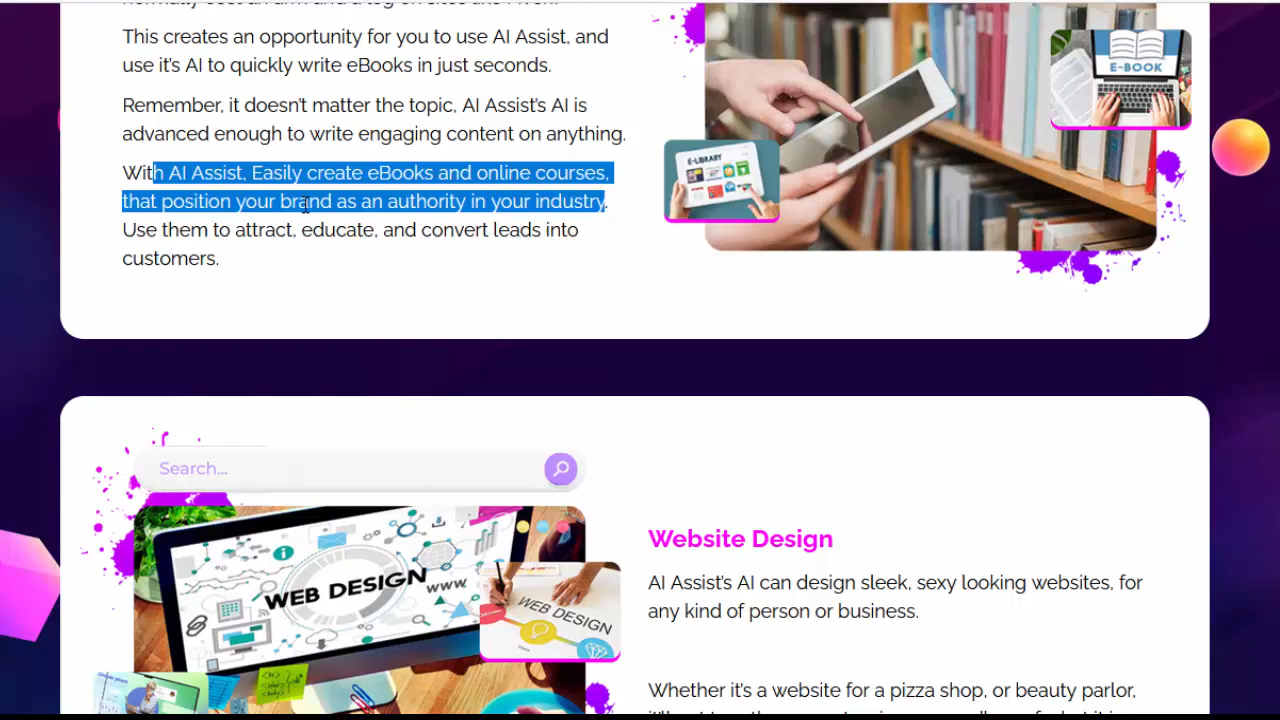 This creates an opportunity for you to use AI Assist, and
use it's AI to quickly write eBooks in just seconds.
Remember, it doesn't matter the topic, AI Assist's AI is
advanced enough to write engaging content on anything.
With AI Assist, Easily create eBooks and online courses,
that position your brand as an authority in your industry.
Use them to attract, educate, and convert leads into
customers.
E-BOOK
E-LIBRARY
Search...
WEB DESIGN
WWW.
WEB DESIGN
Website Design
AI Assist's AI can design sleek, sexy looking websites, for
any kind of person or business.
Whether it's a website for a pizza shop, or beauty parlor,